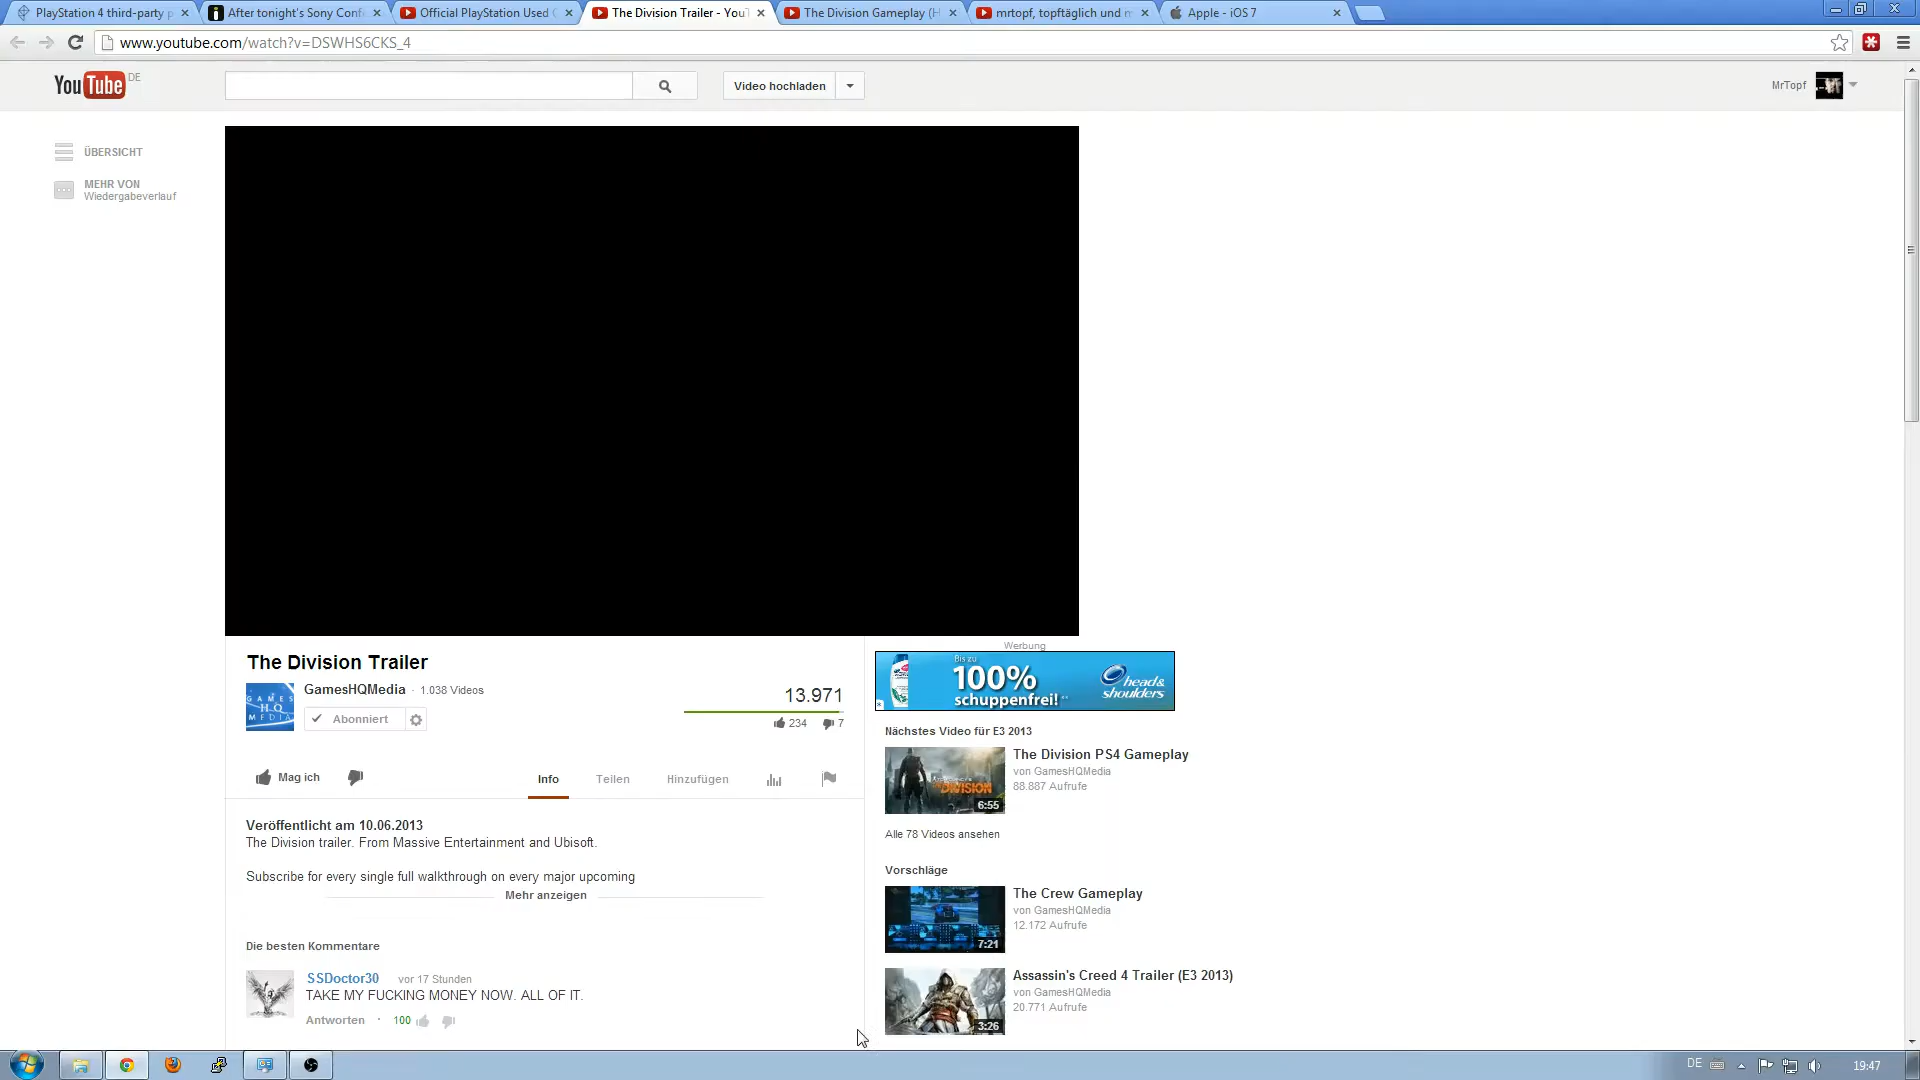 PlayStation 4 third-party p
After tonight's Sony Conf
Official PlayStation Used
The Division Trailer - You
The Division Gameplay (H
mrtopf, topftäglich und
Apple - iOS 7
www.youtube.com/watch?v=DSWHS6CKS_4
YouTube DE
Video hochladen
MrTopf
ÜBERSICHT
MEHR VON
Wiedergabeverlauf
The Division Trailer
GamesHQMedia · 1.038 Videos
GAMES
HQ
MEDIA
Abonniert
13.971
234 7
Mag ich
Info Teilen Hinzufügen
Veröffentlicht am 10.06.2013
The Division trailer. From Massive Entertainment and Ubisoft.
Subscribe for every single full walkthrough on every major upcoming
Mehr anzeigen
Die besten Kommentare
SSDoctor30 vor 17 Stunden
TAKE MY FUCKING MONEY NOW. ALL OF IT.
Antworten · 100
Werbung
Bis zu
100%
schuppenfrei!**
head&
shoulders
Nächstes Video für E3 2013
DIVISION
6:55
The Division PS4 Gameplay
von GamesHQMedia
88.887 Aufrufe
Alle 78 Videos ansehen
Vorschläge
7:21
The Crew Gameplay
von GamesHQMedia
12.172 Aufrufe
3:26
Assassin's Creed 4 Trailer (E3 2013)
von GamesHQMedia
20.771 Aufrufe
DE
19:47